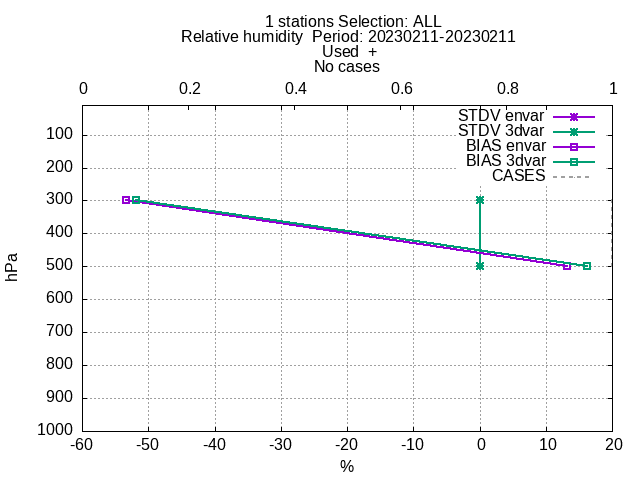 1 stations Selection: ALL
Relative humidity  Period: 20230211-20230211
Used  +
No cases
0 0.2 0.4 0.6 0.8 1
STDV envar
STDV 3dvar
BIAS envar
BIAS 3dvar
CASES
100
200
300
400
500
600
700
800
900
1000
hPa
-60 -50 -40 -30 -20 -10 0 10 20
%